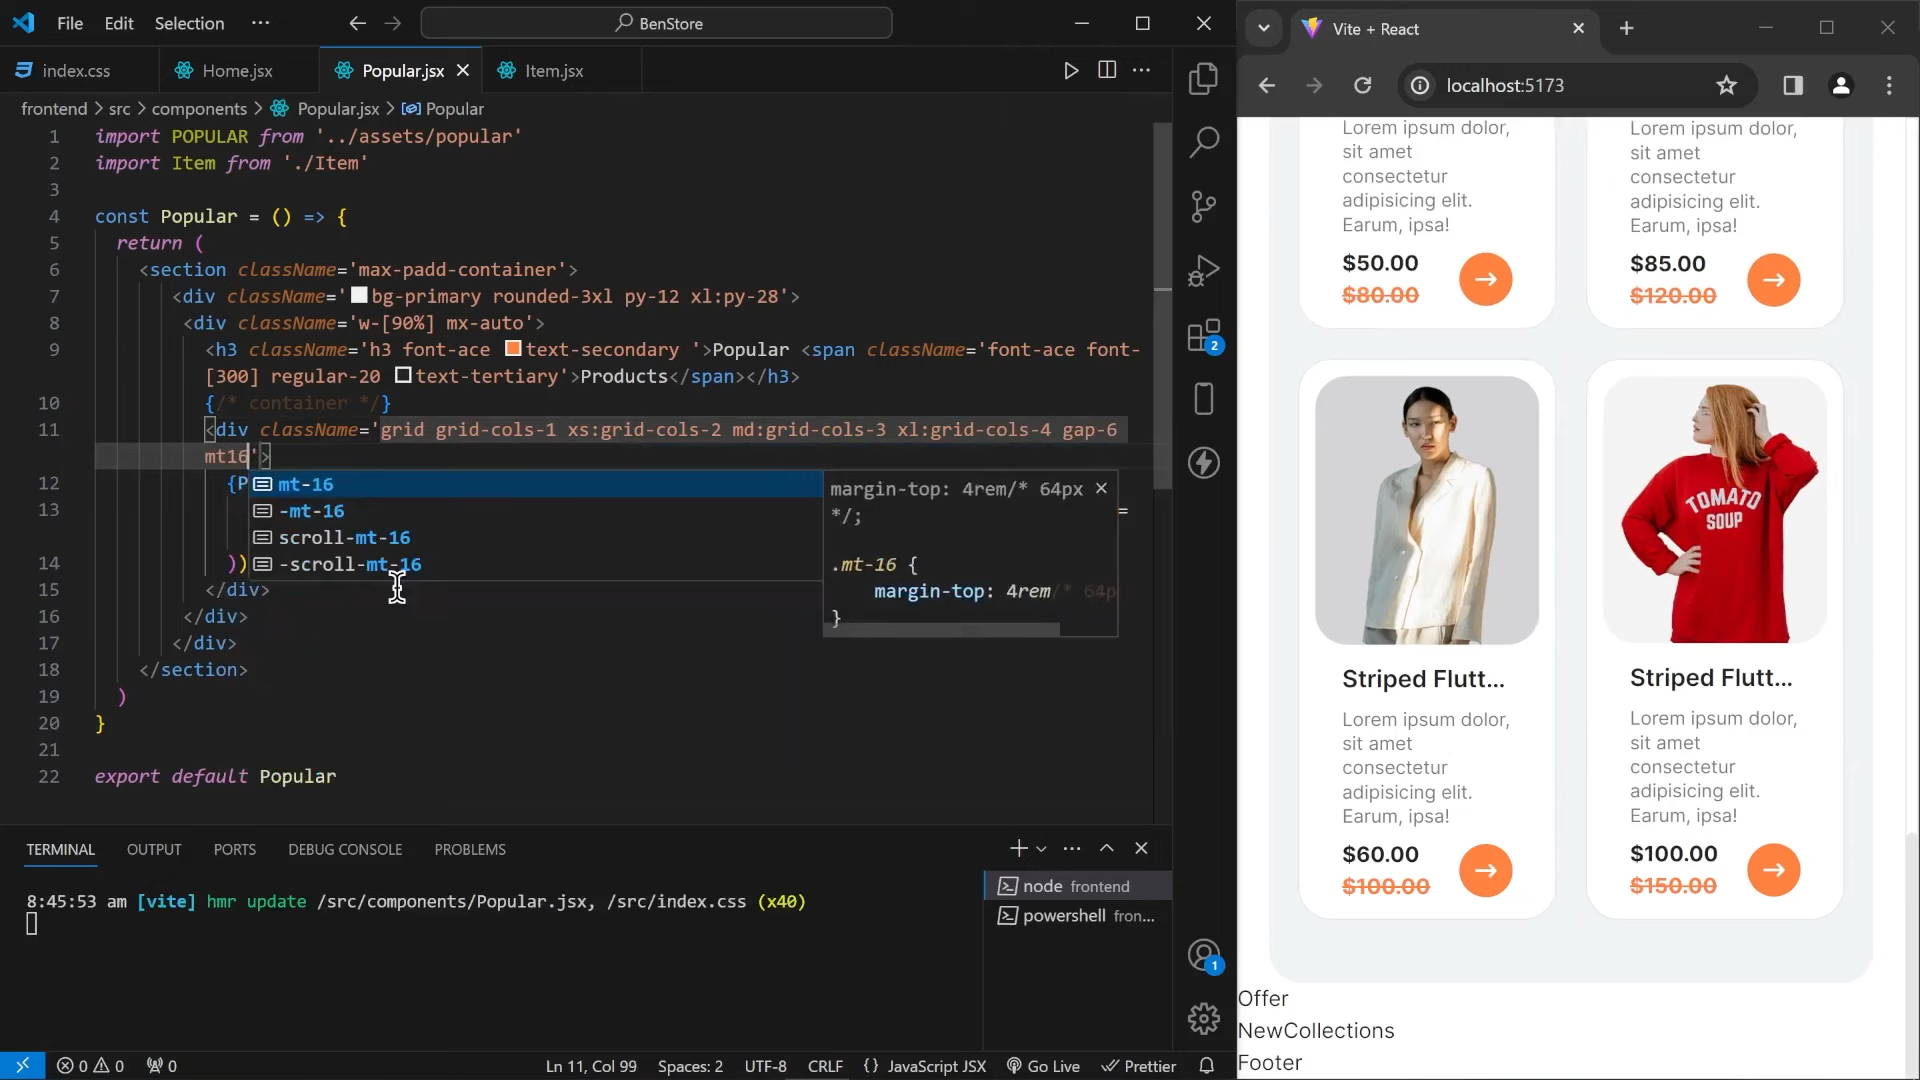 File Edit Selection ···
BenStore
index.css
Home.jsx
Popular.jsx
Item.jsx
frontend > src > components > Popular.jsx > Popular
1 import POPULAR from '../assets/popular'
2 import Item from './Item'
3
4 const Popular = () => {
5 return (
6 <section className='max-padd-container'>
7 <div className='bg-primary rounded-3xl py-12 xl:py-28'>
8 <div className='w-[90%] mx-auto'>
9 <h3 className='h3 font-ace text-secondary '>Popular <span className='font-ace font-
[300] regular-20 text-tertiary'>Products</span></h3>
10 {/* container */}
11 <div className='grid grid-cols-1 xs:grid-cols-2 md:grid-cols-3 xl:grid-cols-4 gap-6
mt16'>
12 {P
13 =
14 ))
15 </div>
16 </div>
17 </div>
18 </section>
19 )
20 }
21
22 export default Popular
mt-16
-mt-16
scroll-mt-16
-scroll-mt-16
margin-top: 4rem/* 64px
*/;
.mt-16 {
margin-top: 4rem/* 64p
}
TERMINAL OUTPUT PORTS DEBUG CONSOLE PROBLEMS
8:45:53 am [vite] hmr update /src/components/Popular.jsx, /src/index.css (x40)
node frontend
powershell fron...
2
1
0 0 0
Ln 11, Col 99 Spaces: 2 UTF-8 CRLF {} JavaScript JSX Go Live Prettier
Vite + React
localhost:5173
Lorem ipsum dolor,
sit amet
consectetur
adipisicing elit.
Earum, ipsa!
$50.00
$80.00
Lorem ipsum dolor,
sit amet
consectetur
adipisicing elit.
Earum, ipsa!
$85.00
$120.00
Striped Flutt...
Lorem ipsum dolor,
sit amet
consectetur
adipisicing elit.
Earum, ipsa!
$60.00
$100.00
TOMATO
SOUP
Striped Flutt...
Lorem ipsum dolor,
sit amet
consectetur
adipisicing elit.
Earum, ipsa!
$100.00
$150.00
Offer
NewCollections
Footer